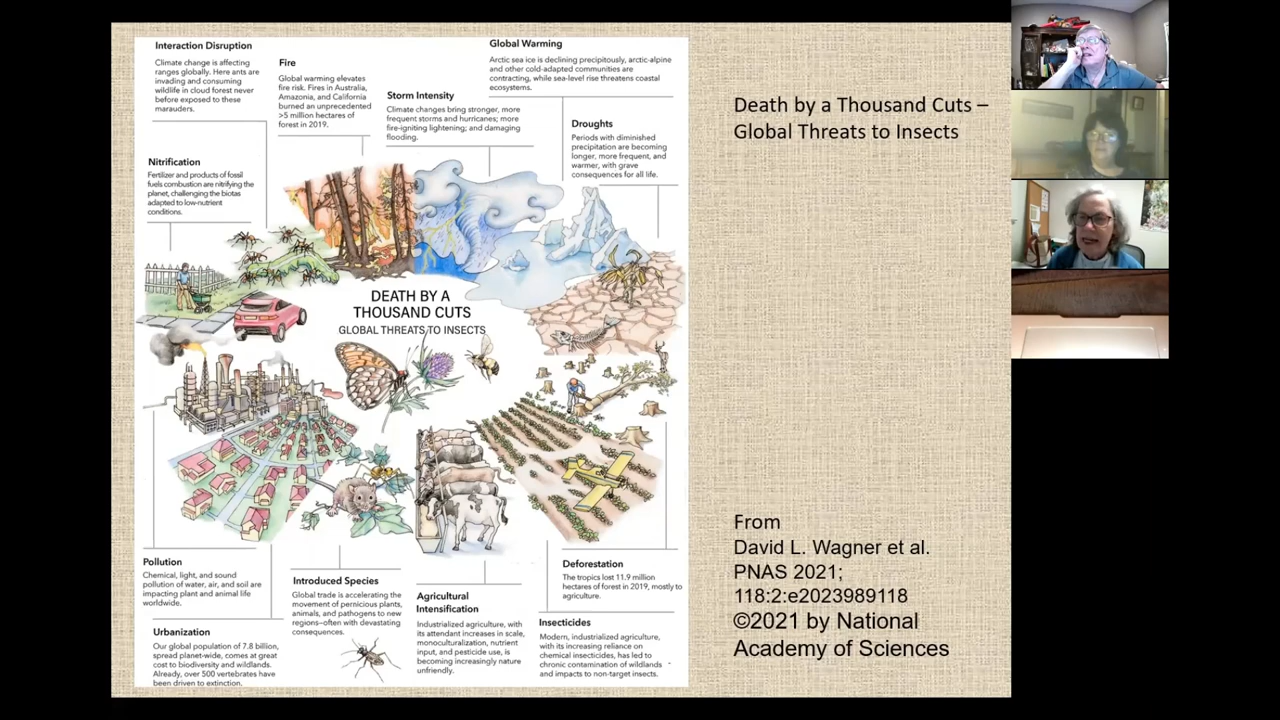 Interaction Disruption
Climate change is affecting
ranges globally. Here ants are
invading and consuming
wildlife in cloud forest never
before exposed to these
marauders.
Fire
Global warming elevates
fire risk. Fires in Australia,
Amazonia, and California
burned an unprecedented
>5 million hectares of
forest in 2019.
Storm Intensity
Climate changes bring stronger, more
frequent storms and hurricanes; more
fire-igniting lightening; and damaging
flooding.
Global Warming
Arctic sea ice is declining precipitously, arctic-alpine
and other cold-adapted communities are
contracting, while sea-level rise threatens coastal
ecosystems.
Droughts
Periods with diminished
precipitation are becoming
longer, more frequent, and
warmer, with grave
consequences for all life.
Nitrification
Fertilizer and products of fossil
fuels combustion are nitrifying the
planet, challenging the biotas
adapted to low-nutrient
conditions.
DEATH BY A
THOUSAND CUTS
GLOBAL THREATS TO INSECTS
Pollution
Chemical, light, and sound
pollution of water, air, and soil are
impacting plant and animal life
worldwide.
Urbanization
Our global population of 7.8 billion,
spread planet-wide, comes at great
cost to biodiversity and wildlands.
Already, over 500 vertebrates have
been driven to extinction.
Introduced Species
Global trade is accelerating the
movement of pernicious plants,
animals, and pathogens to new
regions—often with devastating
consequences.
Agricultural
Intensification
Industrialized agriculture, with
its attendant increases in scale,
monoculturalization, nutrient
input, and pesticide use, is
becoming increasingly nature
unfriendly.
Deforestation
The tropics lost 11.9 million
hectares of forest in 2019, mostly to
agriculture.
Insecticides
Modern, industrialized agriculture,
with its increasing reliance on
chemical insecticides, has led to
chronic contamination of wildlands
and impacts to non-target insects.
Death by a Thousand Cuts –
Global Threats to Insects
From
David L. Wagner et al.
PNAS 2021;
118:2:e2023989118
©2021 by National
Academy of Sciences